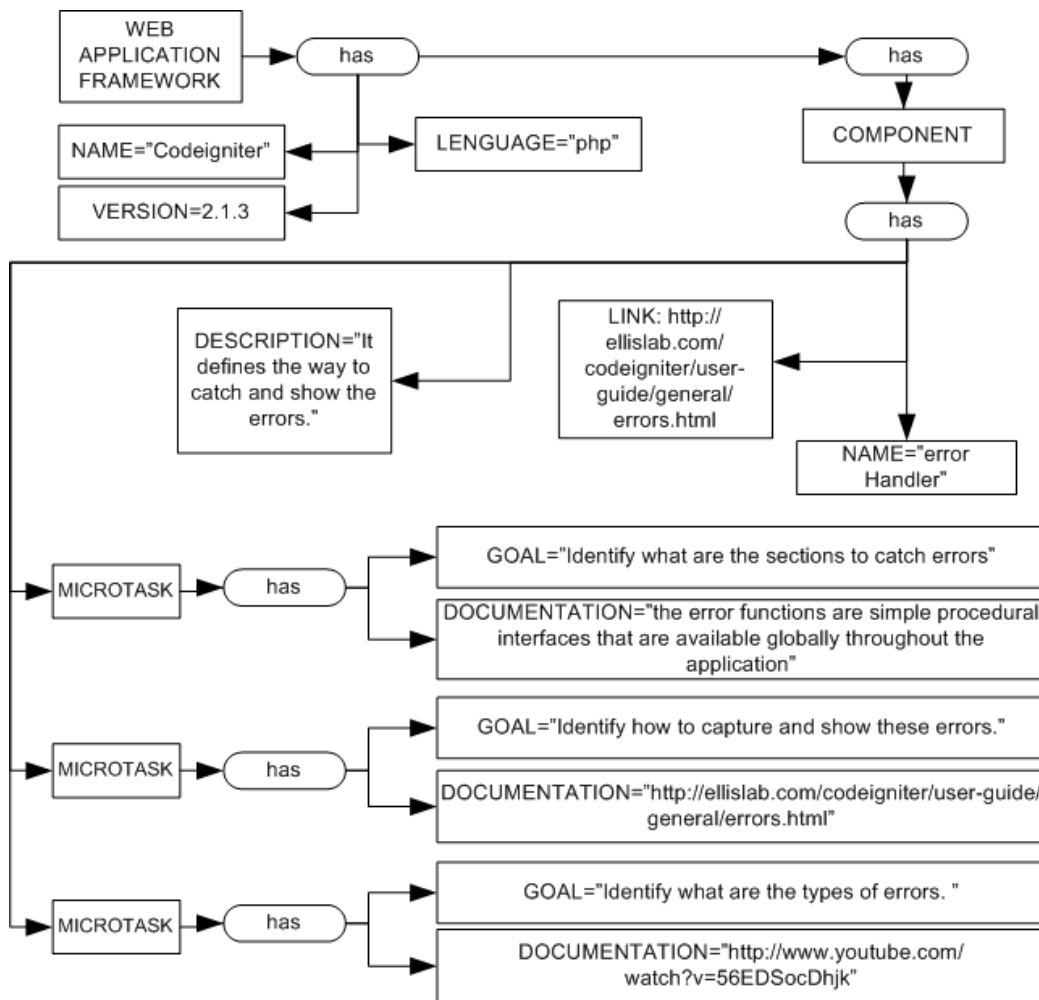 WEB
APPLICATION
FRAMEWORK
has
has
NAME="Codeigniter"
LENGUAGE="php"
COMPONENT
VERSION=2.1.3
has
DESCRIPTION="It
defines the way to
catch and show the
errors."
LINK: http://
ellislab.com/
codeigniter/user-
guide/general/
errors.html
NAME="error
Handler"
MICROTASK
has
GOAL="Identify what are the sections to catch errors"
DOCUMENTATION="the error functions are simple procedural
interfaces that are available globally throughout the
application"
MICROTASK
has
GOAL="Identify how to capture and show these errors."
DOCUMENTATION="http://ellislab.com/codeigniter/user-guide/
general/errors.html"
MICROTASK
has
GOAL="Identify what are the types of errors. "
DOCUMENTATION="http://www.youtube.com/
watch?v=56EDSocDhjk"